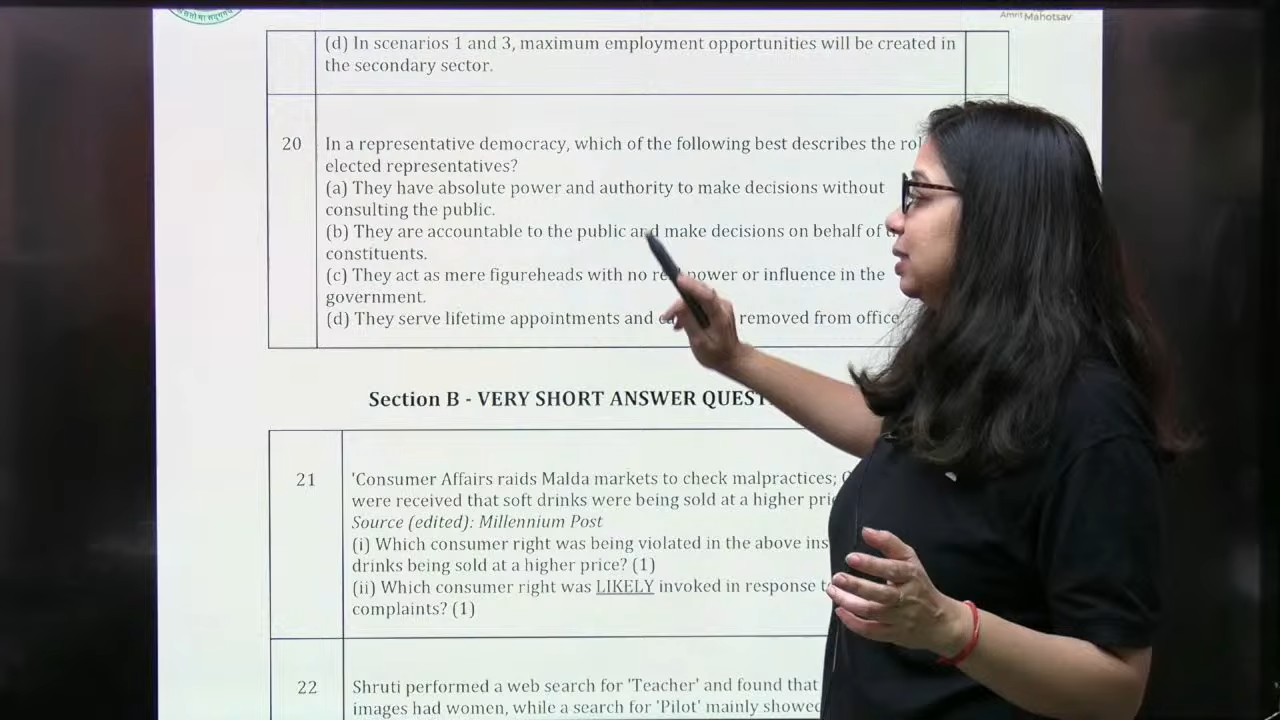 असतो मा सद्गमय
Amrit Mahotsav
(d) In scenarios 1 and 3, maximum employment opportunities will be created in
the secondary sector.
20
In a representative democracy, which of the following best describes the
elected representatives?
(a) They have absolute power and authority to make decisions without
consulting the public.
(b) They are accountable to the public and make decisions on behalf of
constituents.
(c) They act as mere figureheads with no real power or influence in the
government.
(d) They serve lifetime appointments and removed from office
Section B - VERY SHORT ANSWER
21
'Consumer Affairs raids Malda markets to check malpractices;
were received that soft drinks were being sold at a higher
Source (edited): Millennium Post
(i) Which consumer right was being violated in the above
drinks being sold at a higher price? (1)
(ii) Which consumer right was LIKELY invoked in response
complaints? (1)
22
Shruti performed a web search for 'Teacher' and found that
images had women, while a search for 'Pilot' mainly showed